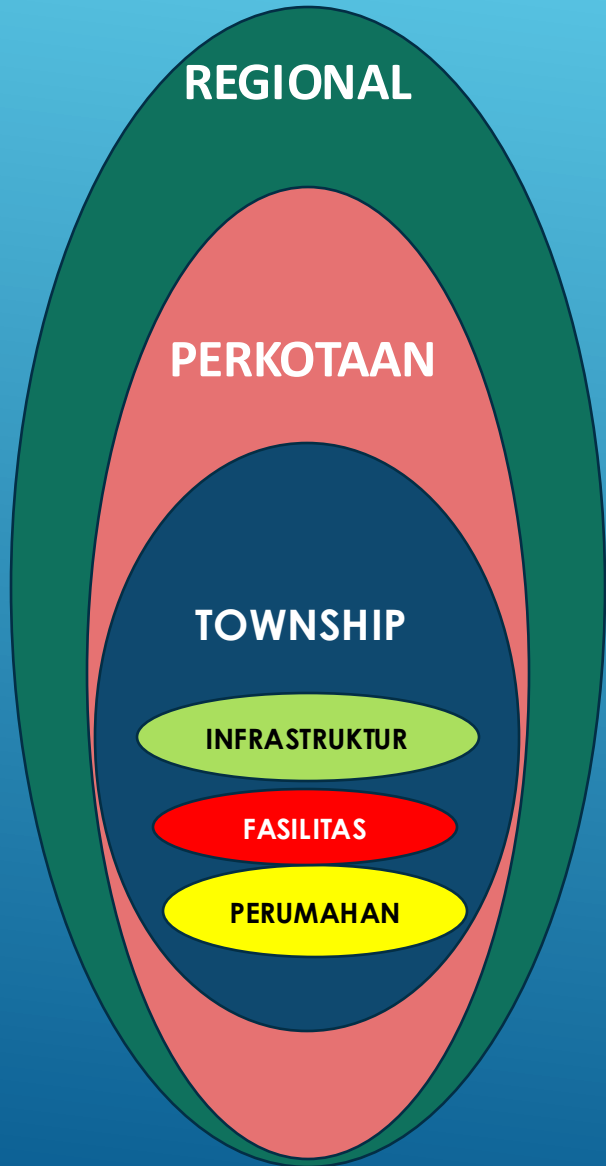 REGIONAL
PERKOTAAN
TOWNSHIP
INFRASTRUKTUR
FASILITAS
PERUMAHAN